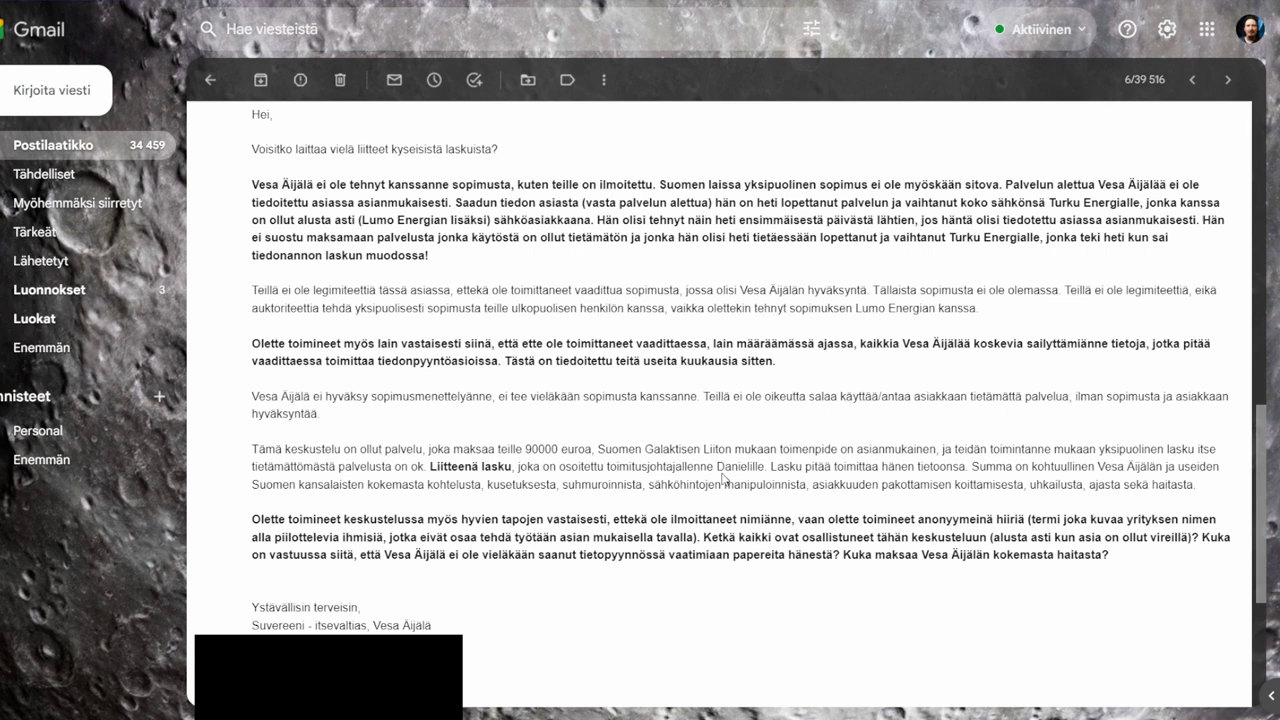 Gmail
Hae viesteistä
Aktiivinen
Kirjoita viesti
6/39 516
Postilaatikko 34 459
Tähdelliset
Myöhemmäksi siirretyt
Tärkeät
Lähetetyt
Luonnokset 3
Luokat
Enemmän
nnisteet
Personal
Enemmän
Hei,
Voisitko laittaa vielä liitteet kyseisistä laskuista?
Vesa Äijälä ei ole tehnyt kanssanne sopimusta, kuten teille on ilmoitettu. Suomen laissa yksipuolinen sopimus ei ole myöskään sitova. Palvelun alettua Vesa Äijälää ei ole
tiedoitettu asiassa asianmukaisesti. Saadun tiedon asiasta (vasta palvelun alettua) hän on heti lopettanut palvelun ja vaihtanut koko sähkönsä Turku Energialle, jonka kanssa
on ollut alusta asti (Lumo Energian lisäksi) sähköasiakkaana. Hän olisi tehnyt näin heti ensimmäisestä päivästä lähtien, jos häntä olisi tiedotettu asiassa asianmukaisesti. Hän
ei suostu maksamaan palvelusta jonka käytöstä on ollut tietämätön ja jonka hän olisi heti tietäessään lopettanut ja vaihtanut Turku Energialle, jonka teki heti kun sai
tiedonannon laskun muodossa!
Teillä ei ole legimiteettiä tässä asiassa, ettekä ole toimittaneet vaadittua sopimusta, jossa olisi Vesa Äijälän hyväksyntä. Tällaista sopimusta ei ole olemassa. Teillä ei ole legimiteettiä, eikä
auktoriteettia tehdä yksipuolisesti sopimusta teille ulkopuolisen henkilön kanssa, vaikka olettekin tehnyt sopimuksen Lumo Energian kanssa.
Olette toimineet myös lain vastaisesti siinä, että ette ole toimittaneet vaadittaessa, lain määräämässä ajassa, kaikkia Vesa Äijälää koskevia sailyttämiänne tietoja, jotka pitää
vaadittaessa toimittaa tiedonpyyntöasioissa. Tästä on tiedoitettu teitä useita kuukausia sitten.
Vesa Äijälä ei hyväksy sopimusmenettelyänne, ei tee vieläkään sopimusta kanssanne. Teillä ei ole oikeutta salaa käyttää/antaa asiakkaan tietämättä palvelua, ilman sopimusta ja asiakkaan
hyväksyntää.
Tämä keskustelu on ollut palvelu, joka maksaa teille 90000 euroa, Suomen Galaktisen Liiton mukaan toimenpide on asianmukainen, ja teidän toimintanne mukaan yksipuolinen lasku itse
tietämättömästä palvelusta on ok. Liitteenä lasku, joka on osoitettu toimitusjohtajallenne Danielille. Lasku pitää toimittaa hänen tietoonsa. Summa on kohtuullinen Vesa Äijälän ja useiden
Suomen kansalaisten kokemasta kohtelusta, kusetuksesta, suhmuroinnista, sähköhintojen manipuloinnista, asiakkuuden pakottamisen koittamisesta, uhkailusta, ajasta sekä haitasta.
Olette toimineet keskustelussa myös hyvien tapojen vastaisesti, ettekä ole ilmoittaneet nimiänne, vaan olette toimineet anonyymeinä hiiriä (termi joka kuvaa yrityksen nimen
alla piilottelevia ihmisiä, jotka eivät osaa tehdä työtään asian mukaisella tavalla). Ketkä kaikki ovat osallistuneet tähän keskusteluun (alusta asti kun asia on ollut vireillä)? Kuka
on vastuussa siitä, että Vesa Äijälä ei ole vieläkään saanut tietopyynnössä vaatimiaan papereita hänestä? Kuka maksaa Vesa Äijälän kokemasta haitasta?
Ystävällisin terveisin,
Suvereeni - itsevaltias, Vesa Äijälä